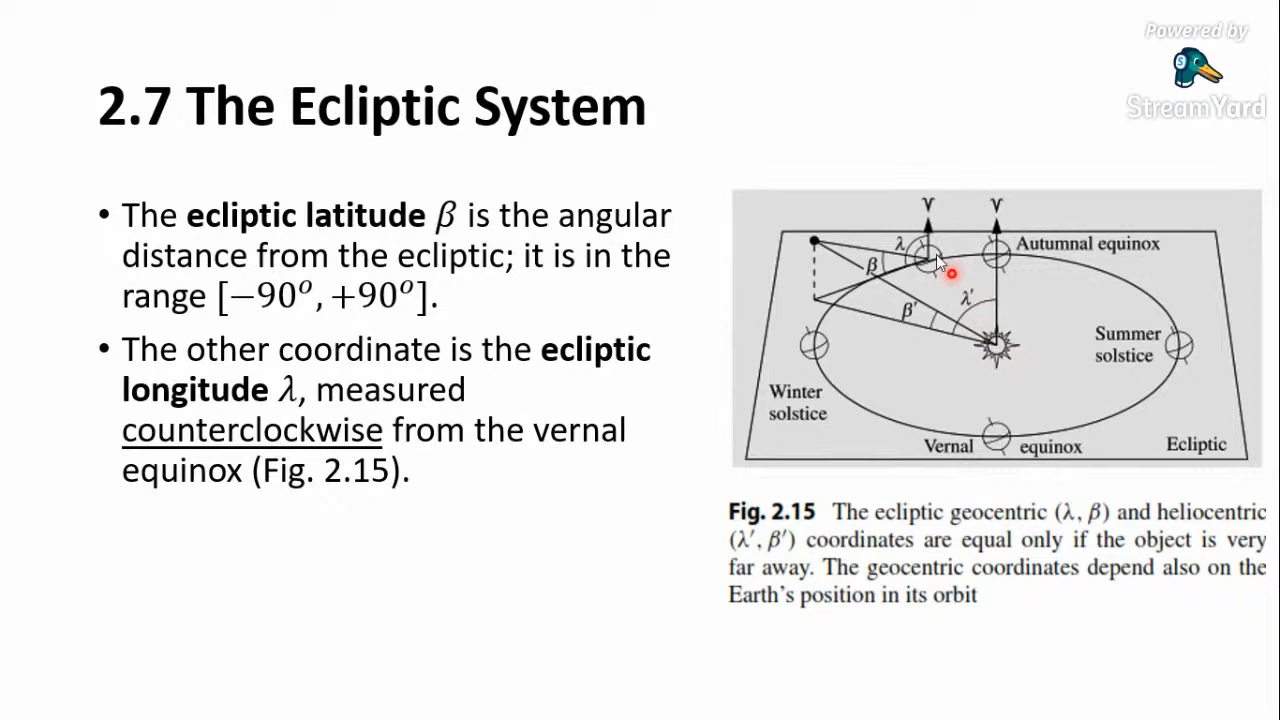 Powered by
StreamYard
2.7 The Ecliptic System
• The ecliptic latitude β is the angular
distance from the ecliptic; it is in the
range [−90°, +90°].
• The other coordinate is the ecliptic
longitude λ, measured
counterclockwise from the vernal
equinox (Fig. 2.15).
λ
β
Autumnal equinox
λ′
β′
Summer
solstice
Winter
solstice
Vernal equinox
Ecliptic
Fig. 2.15 The ecliptic geocentric (λ, β) and heliocentric
(λ′, β′) coordinates are equal only if the object is very
far away. The geocentric coordinates depend also on the
Earth's position in its orbit